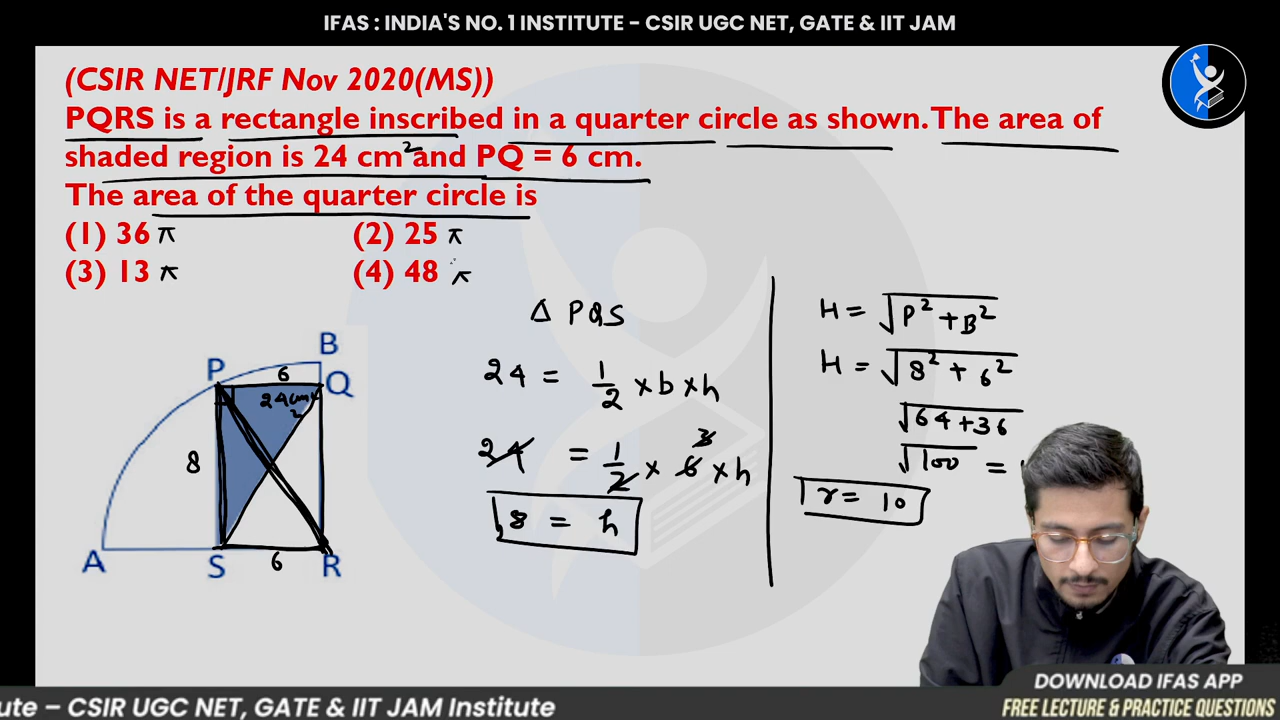 IFAS : INDIA'S NO. 1 INSTITUTE – CSIR UGC NET, GATE & IIT JAM
(CSIR NET/JRF Nov 2020(MS))
PQRS is a rectangle inscribed in a quarter circle as shown. The area of
shaded region is 24 cm² and PQ = 6 cm.
The area of the quarter circle is
(1) 36 π (2) 25 π
(3) 13 π (4) 48 π
B
P 6 Q
24cm²
8
A S 6 R
Δ PQS
24 = 1/2 × b × h
24 = 1/2 × 6 × h
3
8 = h
H = √P² + B²
H = √8² + 6²
√64 + 36
√100 =
r = 10
DOWNLOAD IFAS APP
FREE LECTURE & PRACTICE QUESTIONS
ute – CSIR UGC NET, GATE & IIT JAM Institute